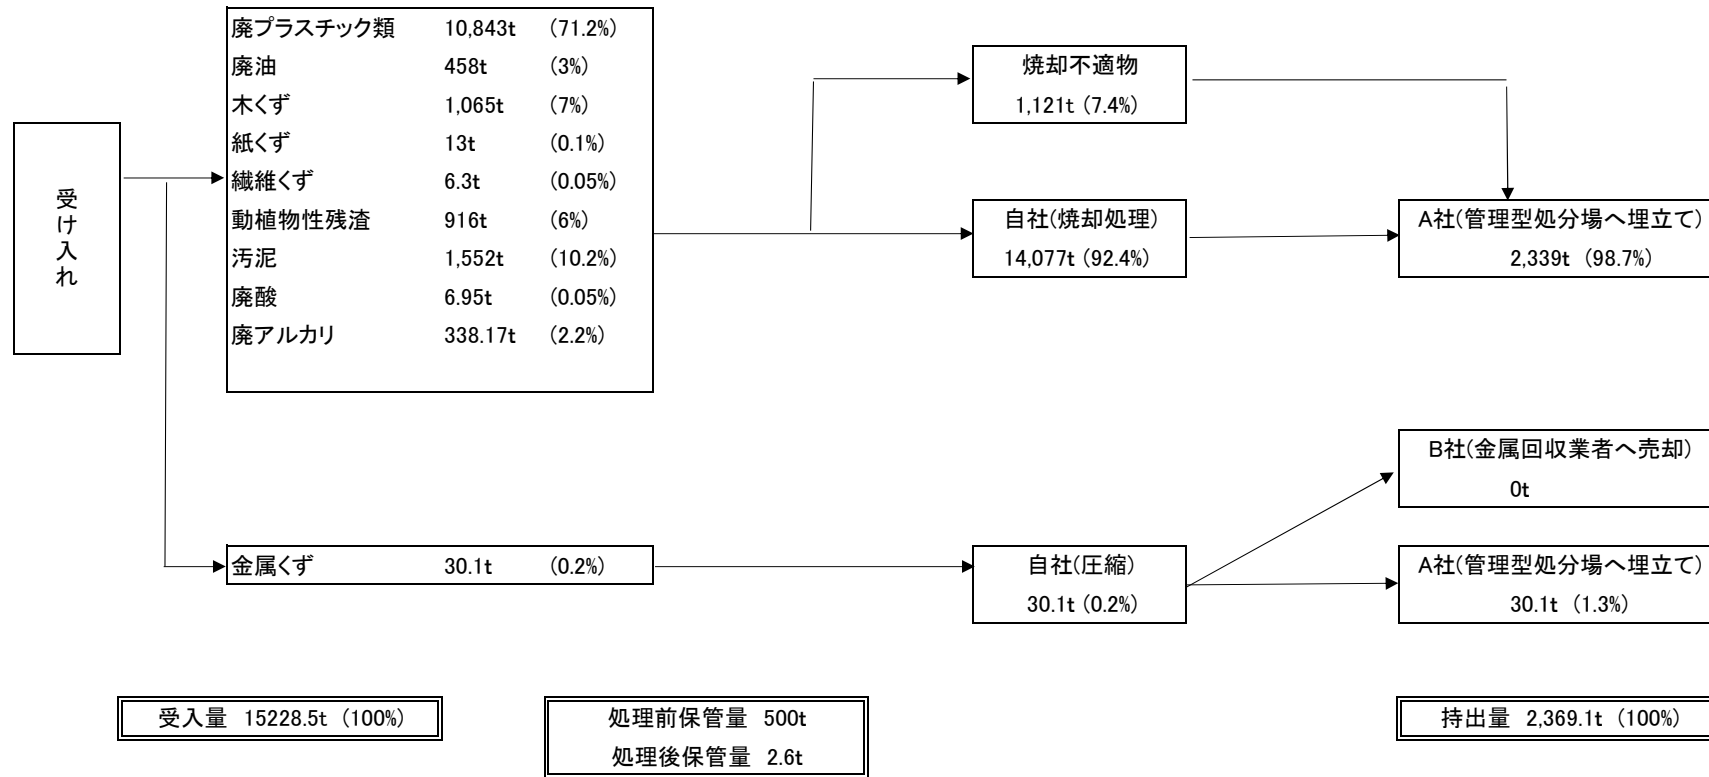 受け入れ
廃プラスチック類 10,843t (71.2%)
廃油 458t (3%)
木くず 1,065t (7%)
紙くず 13t (0.1%)
繊維くず 6.3t (0.05%)
動植物性残渣 916t (6%)
汚泥 1,552t (10.2%)
廃酸 6.95t (0.05%)
廃アルカリ 338.17t (2.2%)
焼却不適物
1,121t (7.4%)
自社(焼却処理)
14,077t (92.4%)
A社(管理型処分場へ埋立て)
2,339t (98.7%)
金属くず 30.1t (0.2%)
自社(圧縮)
30.1t (0.2%)
B社(金属回収業者へ売却)
0t
A社(管理型処分場へ埋立て)
30.1t (1.3%)
受入量 15228.5t (100%)
処理前保管量 500t
処理後保管量 2.6t
持出量 2,369.1t (100%)